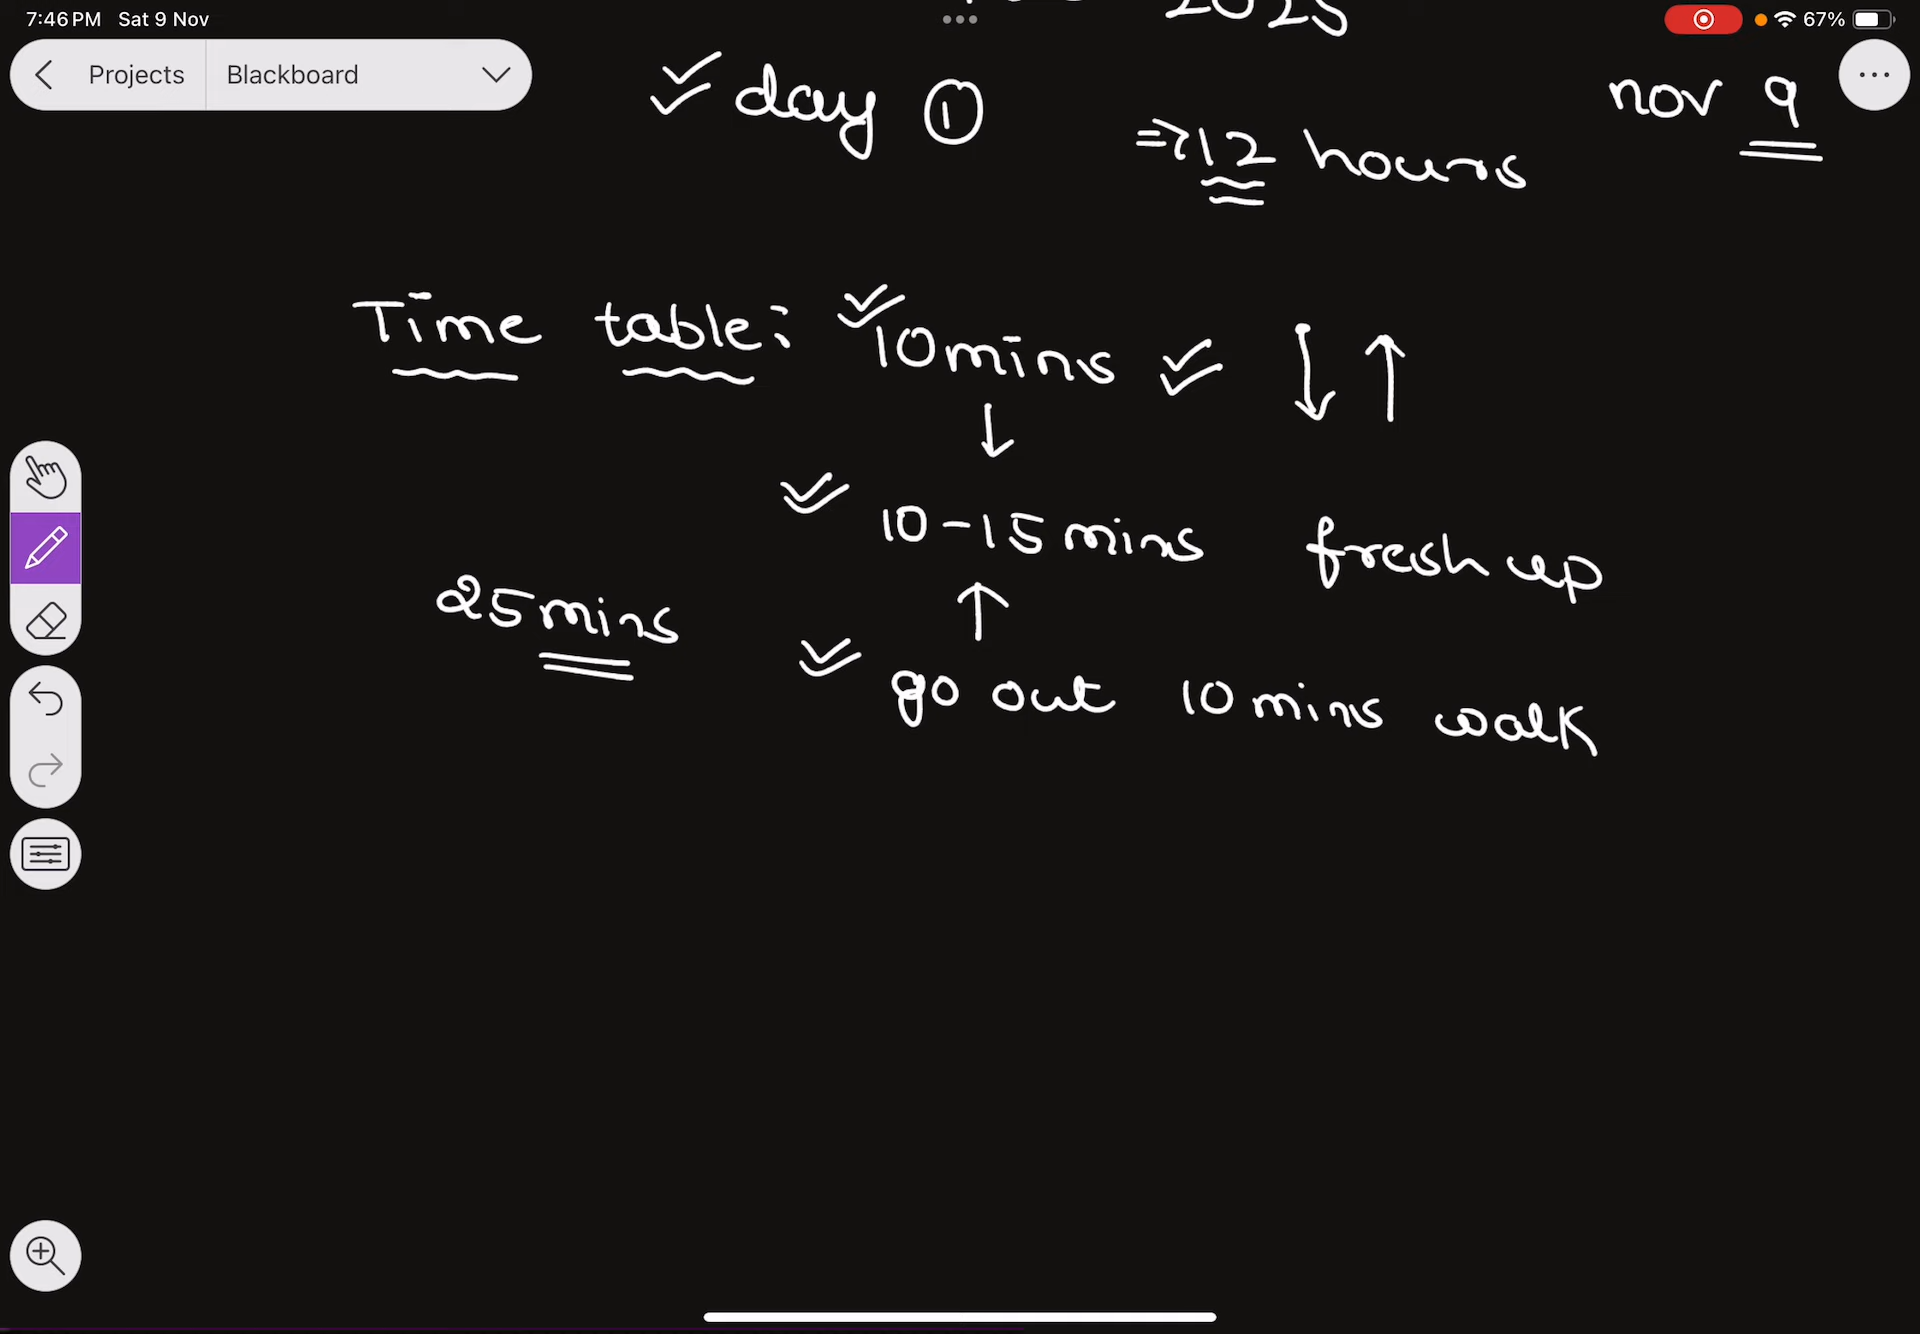 7:46 PM Sat 9 Nov
67%
Projects Blackboard
2025
day 1
nov 9
⇒ 12 hours
Time table: 10mins ↓ ↑
↓
10-15 mins fresh up
25mins
↑
go out 10 mins walk